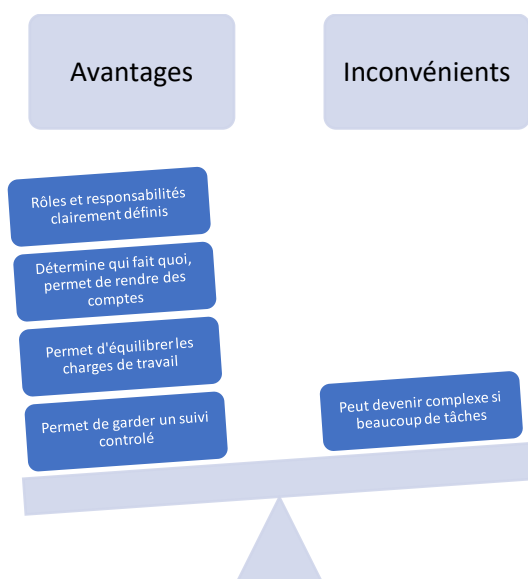 Avantages
Inconvénients
Rôles et responsabilités
clairement définis
Détermine qui fait quoi,
permet de rendre des
comptes
Permet d'équilibrer les
charges de travail
Permet de garder un suivi
controlé
Peut devenir complexe si
beaucoup de tâches